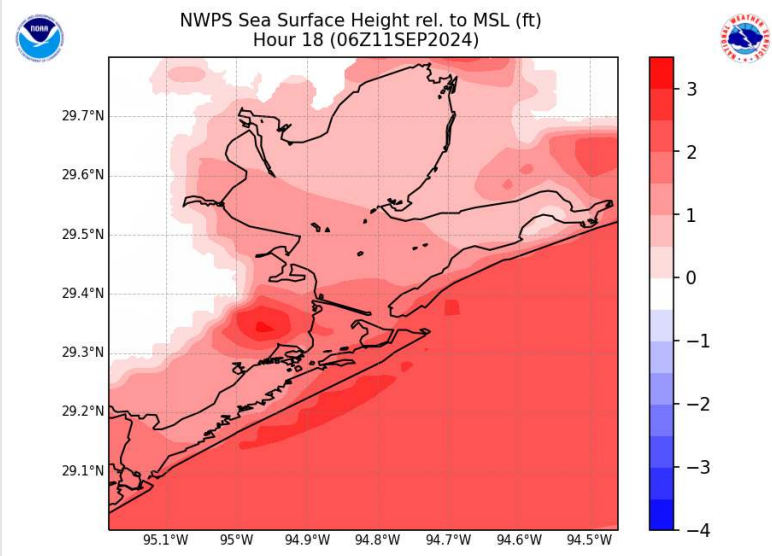 NWPS Sea Surface Height rel. to MSL (ft)
Hour 18 (06Z11SEP2024)
NOAA
29.7°N
29.6°N
29.5°N
29.4°N
29.3°N
29.2°N
29.1°N
95.1°W 95°W 94.9°W 94.8°W 94.7°W 94.6°W 94.5°W
3
2
1
0
−1
−2
−3
−4